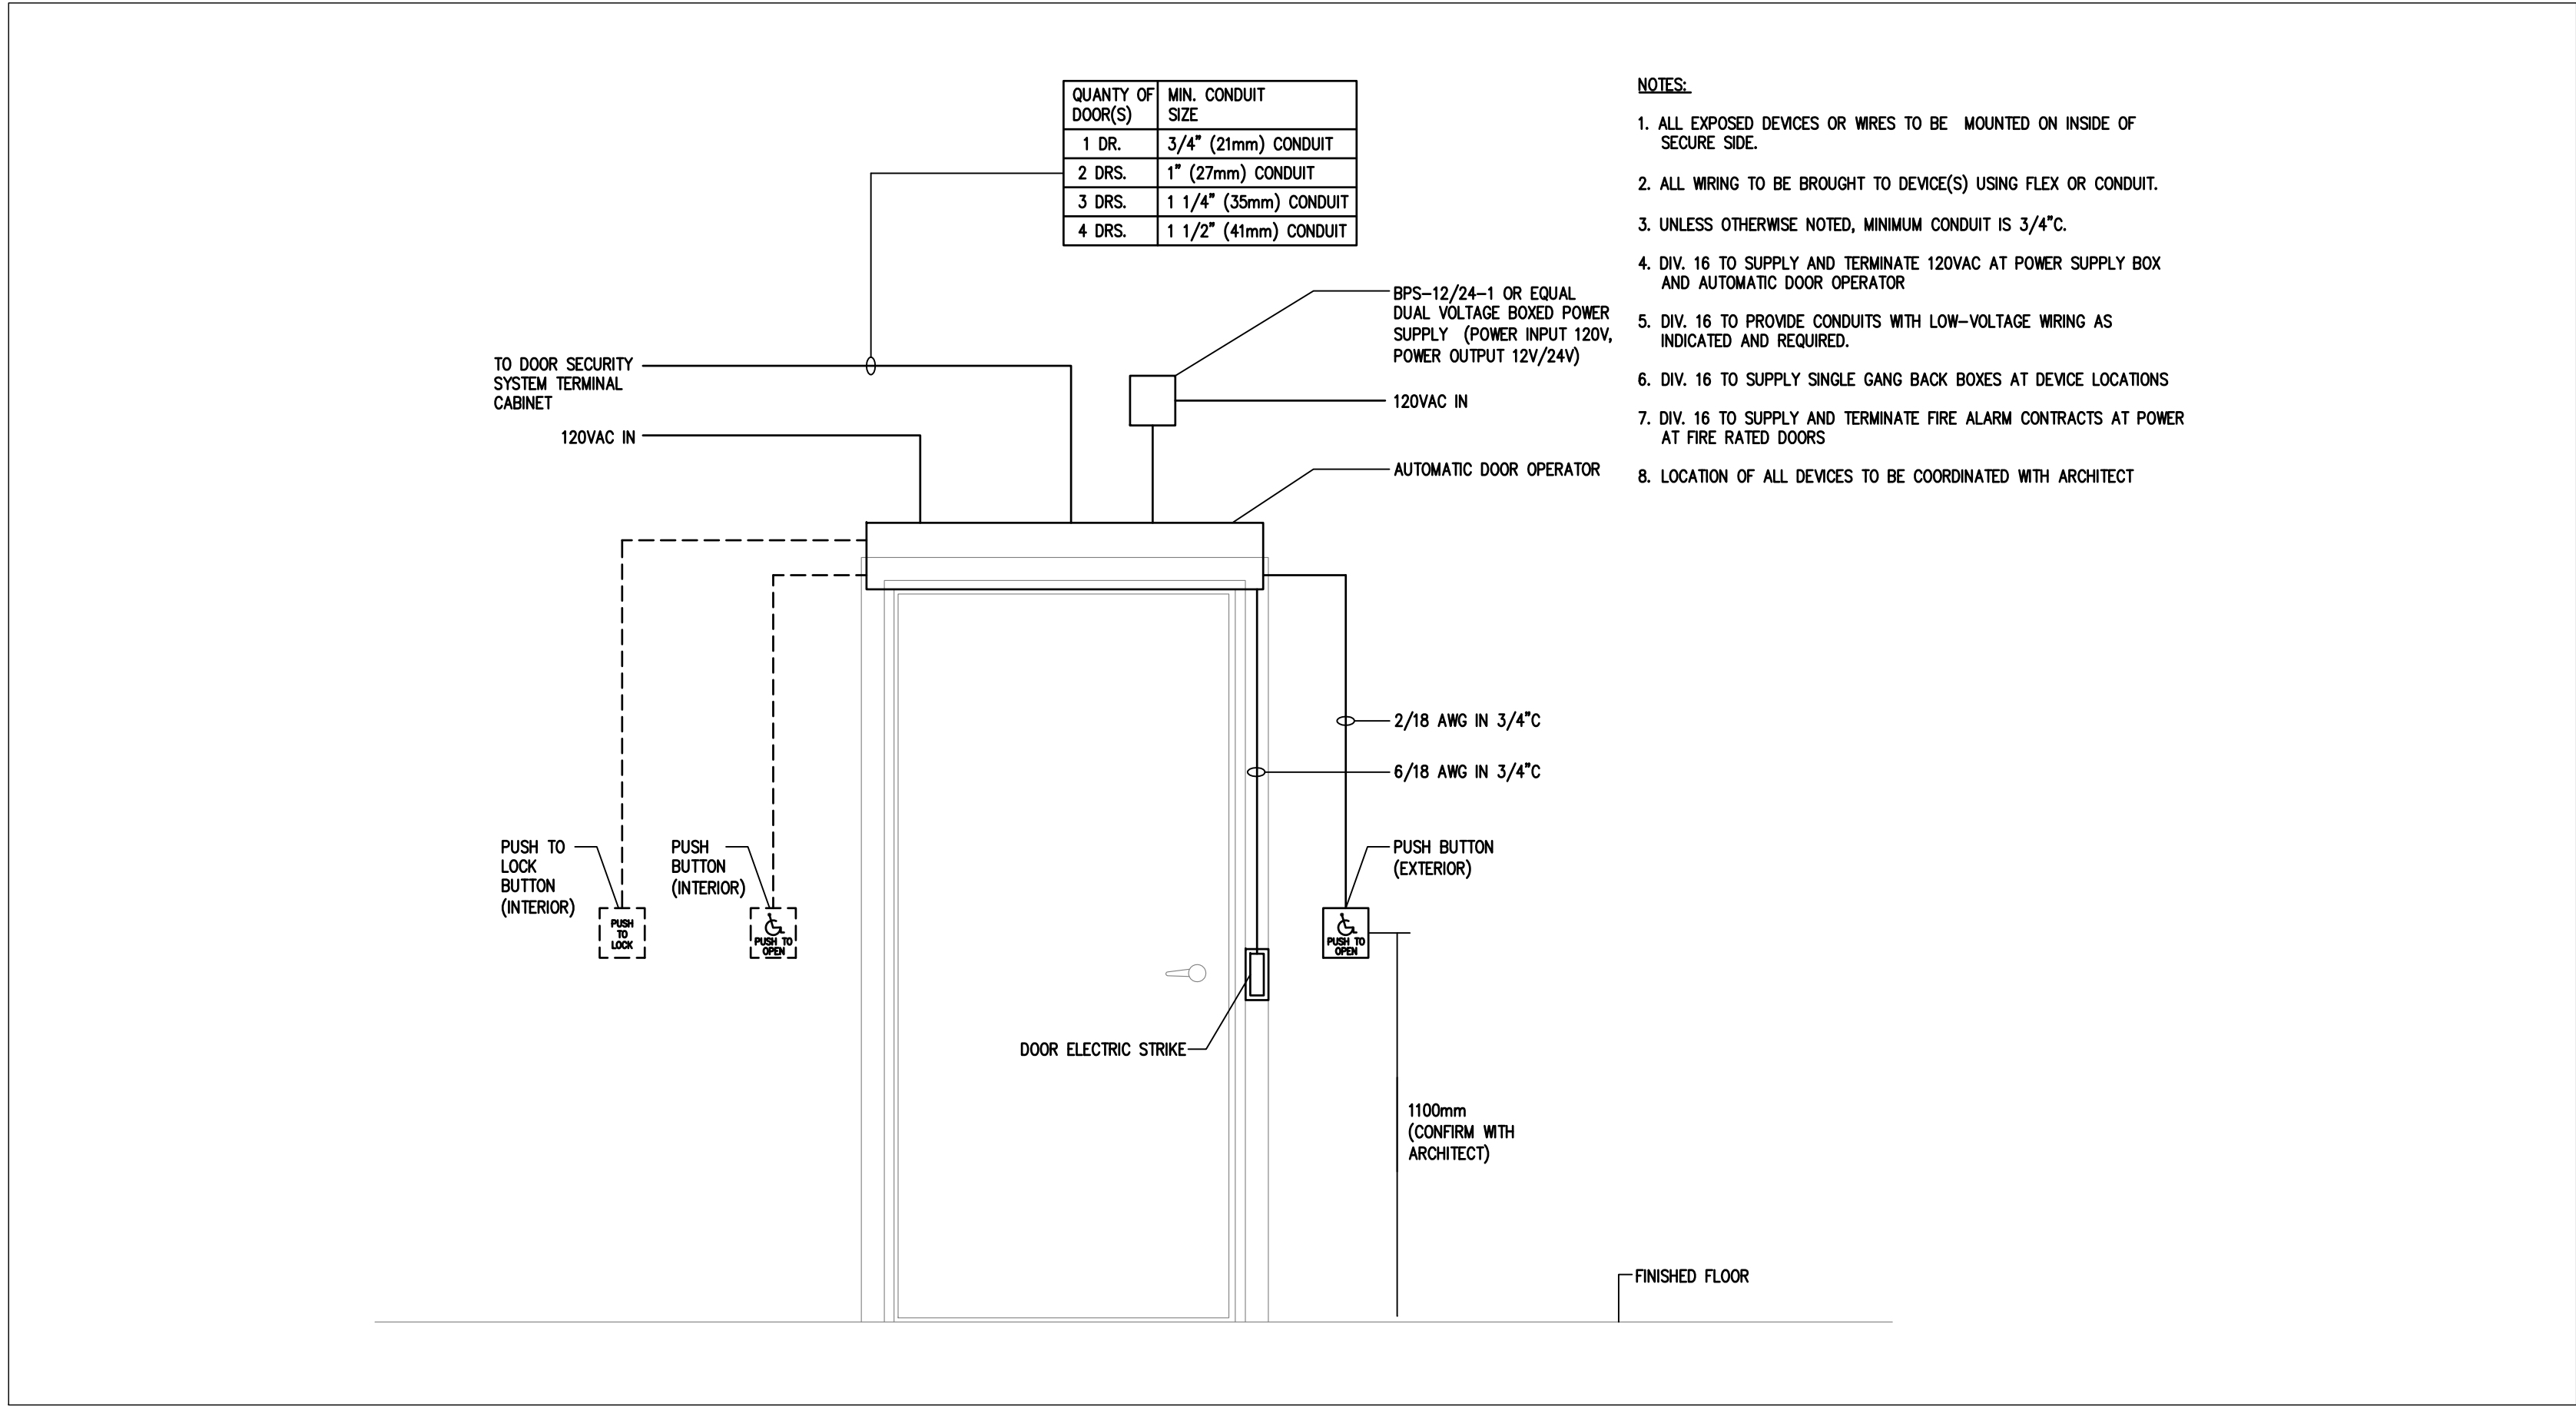 QUANTY OF
DOOR(S)
MIN. CONDUIT
SIZE
1 DR.
3/4" (21mm) CONDUIT
2 DRS.
1" (27mm) CONDUIT
3 DRS.
1 1/4" (35mm) CONDUIT
4 DRS.
1 1/2" (41mm) CONDUIT
NOTES:
1. ALL EXPOSED DEVICES OR WIRES TO BE MOUNTED ON INSIDE OF
SECURE SIDE.
2. ALL WIRING TO BE BROUGHT TO DEVICE(S) USING FLEX OR CONDUIT.
3. UNLESS OTHERWISE NOTED, MINIMUM CONDUIT IS 3/4"C.
4. DIV. 16 TO SUPPLY AND TERMINATE 120VAC AT POWER SUPPLY BOX
AND AUTOMATIC DOOR OPERATOR
5. DIV. 16 TO PROVIDE CONDUITS WITH LOW-VOLTAGE WIRING AS
INDICATED AND REQUIRED.
6. DIV. 16 TO SUPPLY SINGLE GANG BACK BOXES AT DEVICE LOCATIONS
7. DIV. 16 TO SUPPLY AND TERMINATE FIRE ALARM CONTRACTS AT POWER
AT FIRE RATED DOORS
8. LOCATION OF ALL DEVICES TO BE COORDINATED WITH ARCHITECT
BPS-12/24-1 OR EQUAL
DUAL VOLTAGE BOXED POWER
SUPPLY (POWER INPUT 120V,
POWER OUTPUT 12V/24V)
TO DOOR SECURITY
SYSTEM TERMINAL
CABINET
120VAC IN
120VAC IN
AUTOMATIC DOOR OPERATOR
2/18 AWG IN 3/4"C
6/18 AWG IN 3/4"C
PUSH TO
LOCK
BUTTON
(INTERIOR)
PUSH
BUTTON
(INTERIOR)
PUSH BUTTON
(EXTERIOR)
PUSH
TO
LOCK
PUSH TO
OPEN
PUSH TO
OPEN
DOOR ELECTRIC STRIKE
1100mm
(CONFIRM WITH
ARCHITECT)
FINISHED FLOOR